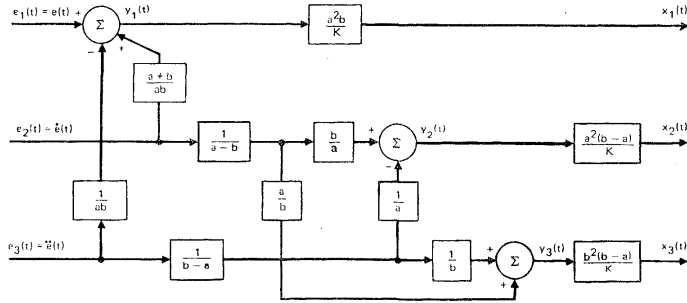 e₁(t) = e(t) + Σ y₁(t) a²b/K x₁(t)
− +
a + b/ab
e₂(t) = ė(t) 1/a − b b/a + Σ y₂(t) a²(b − a)/K x₂(t)
−
1/ab a/b 1/a
e₃(t) = ë(t) 1/b − a 1/b + Σ y₃(t) b²(b − a)/K x₃(t)
+